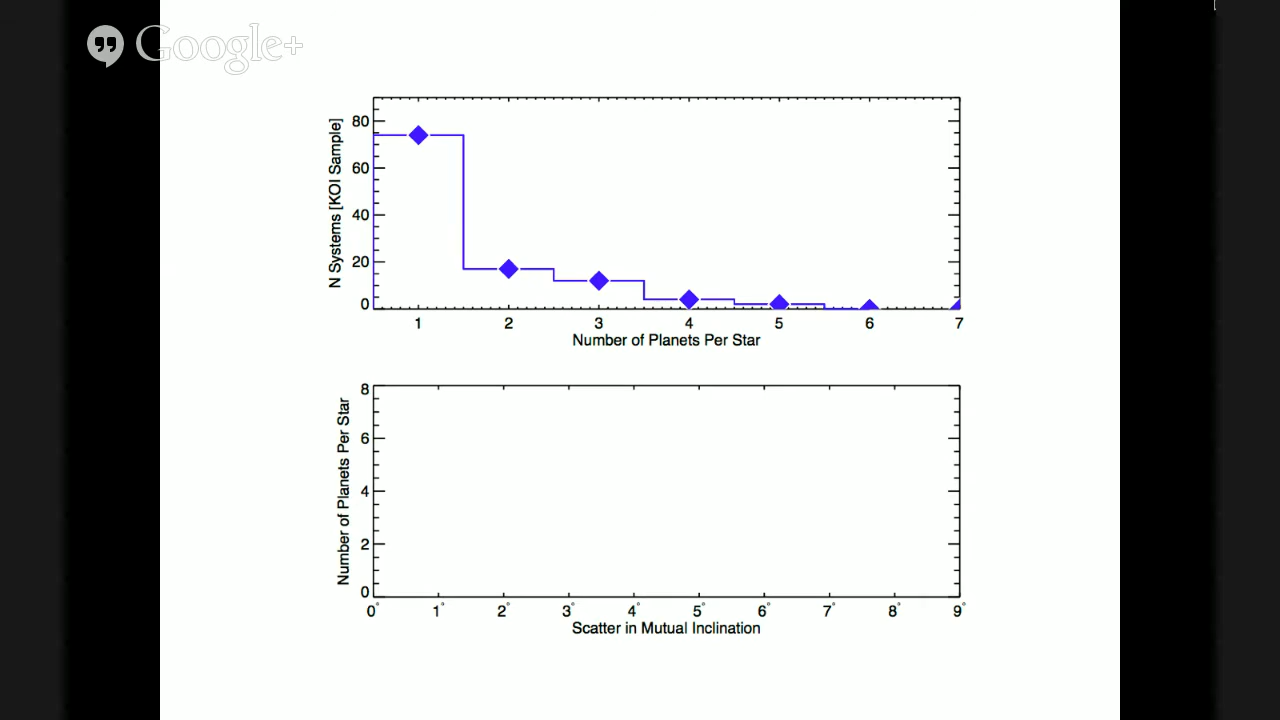 Google+
80
60
40
20
0
N Systems [KOI Sample]
1 2 3 4 5 6 7
Number of Planets Per Star
8
6
4
2
0
Number of Planets Per Star
0° 1° 2° 3° 4° 5° 6° 7° 8° 9°
Scatter in Mutual Inclination